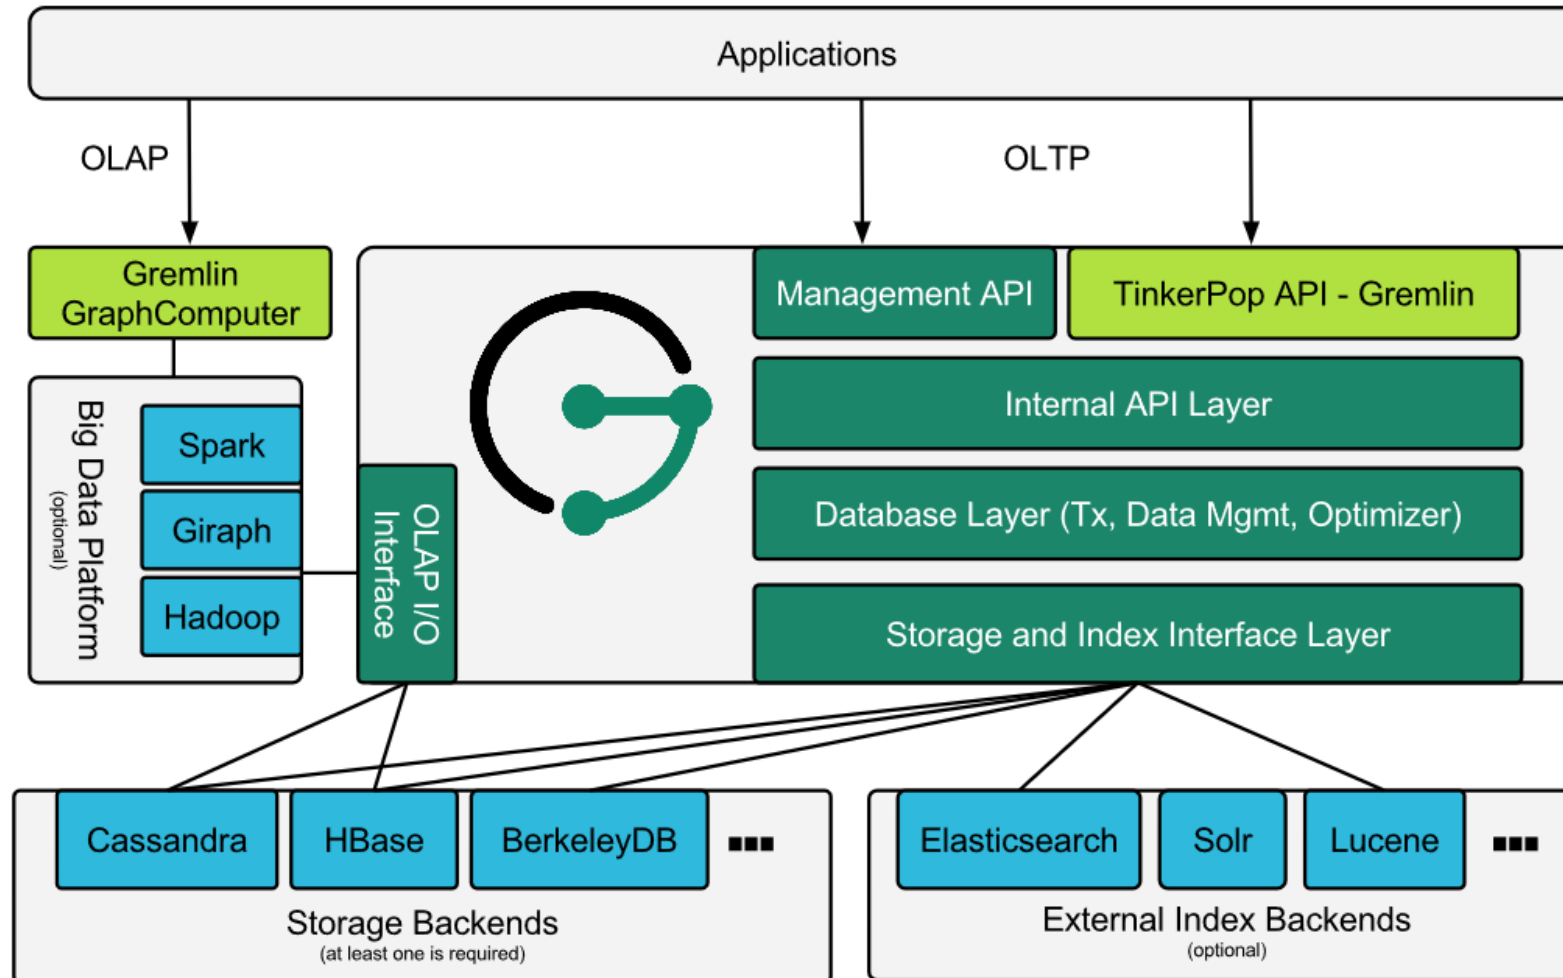 Applications
OLAP
OLTP
Gremlin
GraphComputer
Management API
TinkerPop API - Gremlin
Internal API Layer
Database Layer (Tx, Data Mgmt, Optimizer)
Storage and Index Interface Layer
Big Data Platform
(optional)
Spark
Giraph
Hadoop
OLAP I/O
Interface
Cassandra
HBase
BerkeleyDB
Storage Backends
(at least one is required)
Elasticsearch
Solr
Lucene
External Index Backends
(optional)